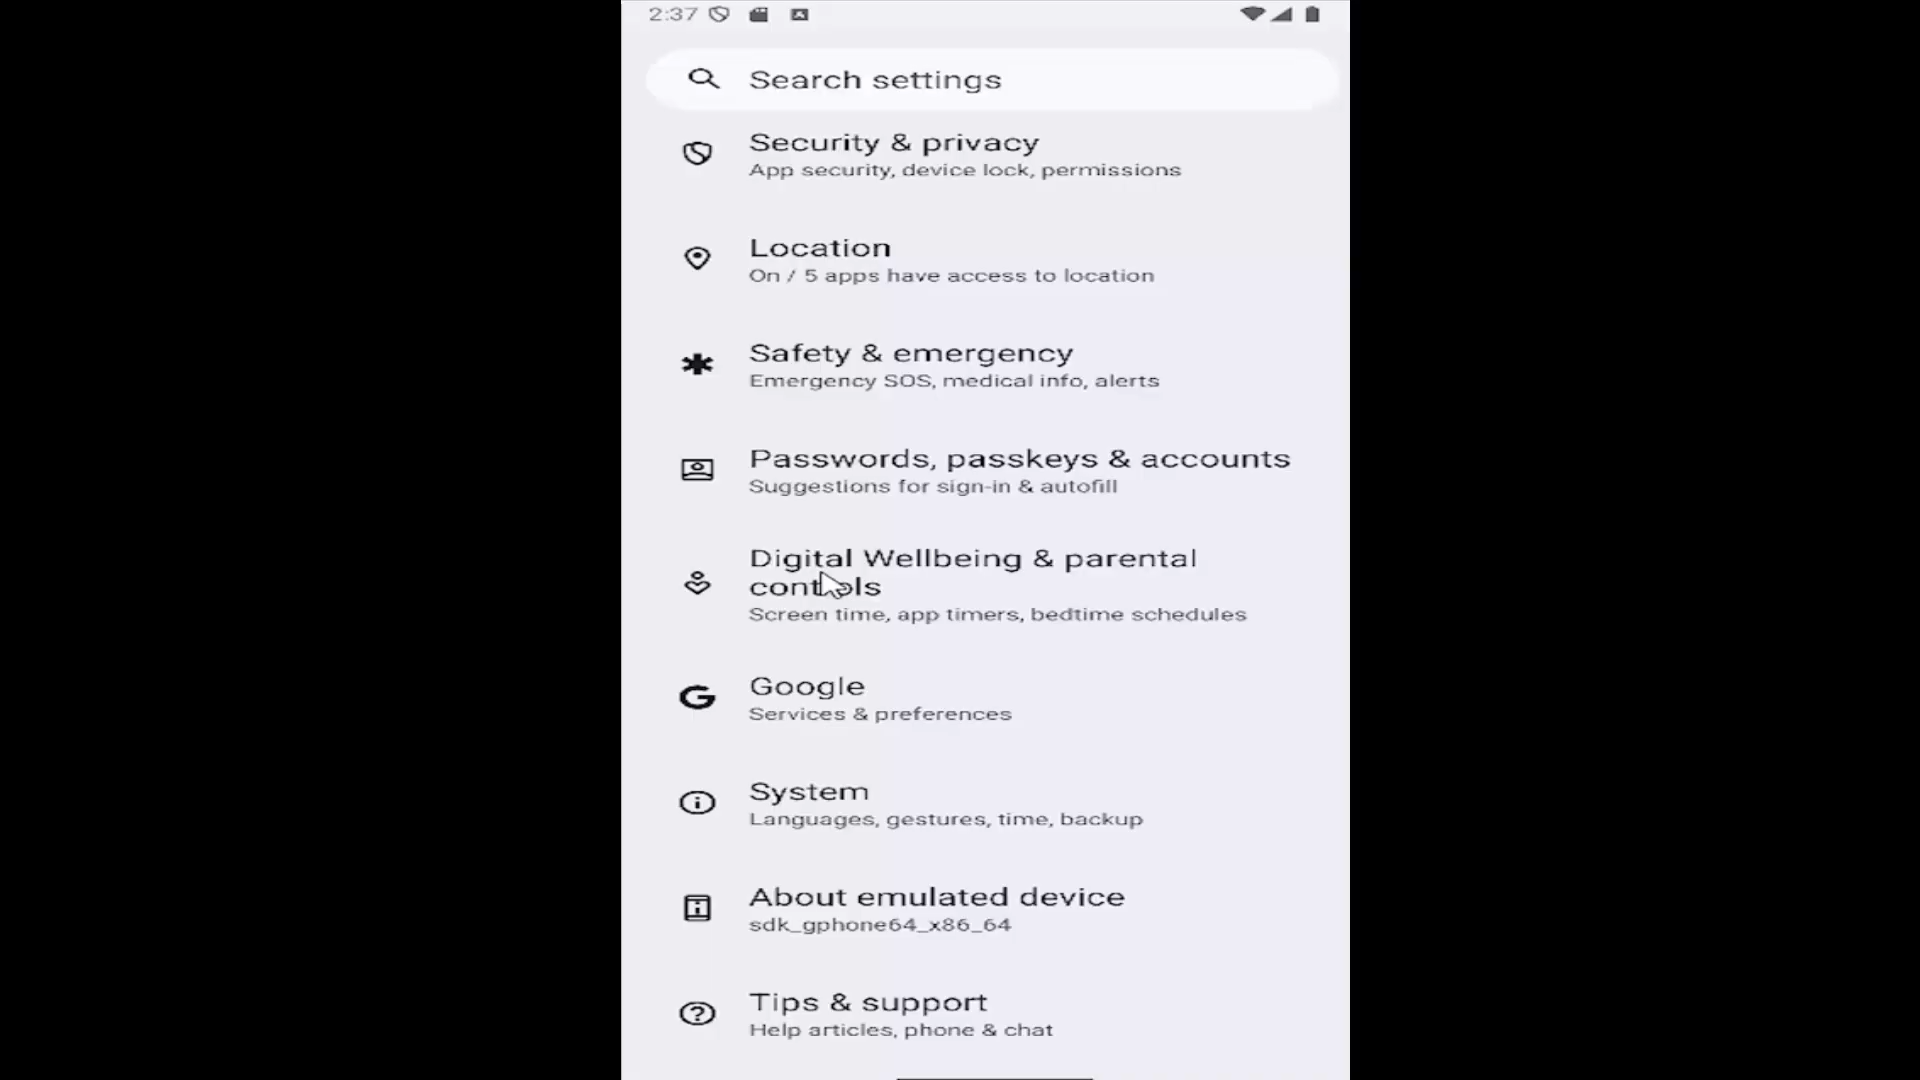 2:37
Search settings
Security & privacy
App security, device lock, permissions
Location
On / 5 apps have access to location
Safety & emergency
Emergency SOS, medical info, alerts
Passwords, passkeys & accounts
Suggestions for sign-in & autofill
Digital Wellbeing & parental
controls
Screen time, app timers, bedtime schedules
Google
Services & preferences
System
Languages, gestures, time, backup
About emulated device
sdk_gphone64_x86_64
Tips & support
Help articles, phone & chat